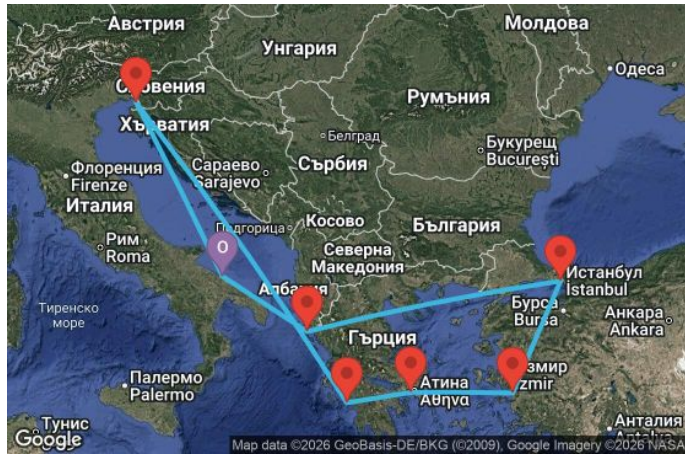 Австрия
Молдова
Унгария
Одеса
Словения
Румъния
Хърватия
Белград
Букурещ
București
Флоренция
Firenze
Сараево
Sarajevo
Сърбия
Италия
Подгорица
Косово
България
Рим
Roma
O
Северна
Македония
Албания
Истанбул
İstanbul
Тиренско
море
Бурса
Bursa
Анкара
Ankara
Гърция
Палермо
Palermo
Атина
Αθήνα
Измир
İzmir
Тунис
Анталия
Google
Map data ©2026 GeoBasis-DE/BKG (©2009), Google Imagery ©2026 NASA